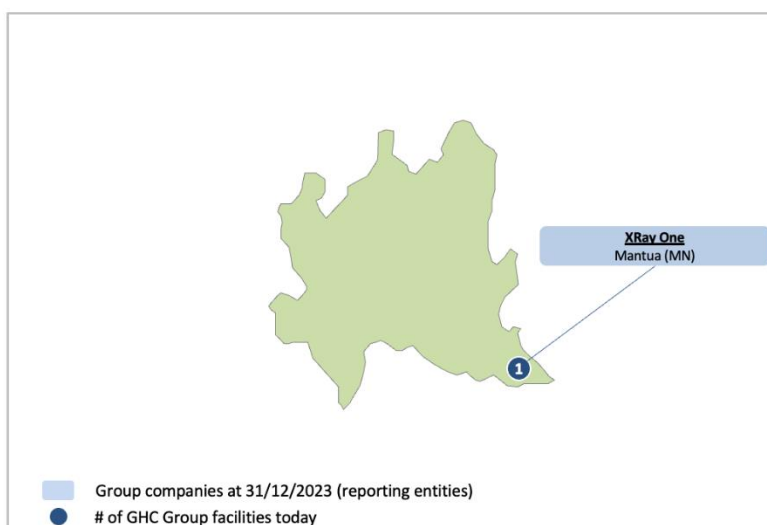 XRay One
Mantua (MN)
1
Group companies at 31/12/2023 (reporting entities)
# of GHC Group facilities today